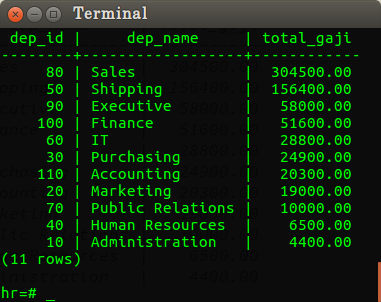 Terminal
dep_id | dep_name | total_gaji
--------+------------------+------------
80 | Sales | 304500.00
50 | Shipping | 156400.00
90 | Executive | 58000.00
100 | Finance | 51600.00
60 | IT | 28800.00
30 | Purchasing | 24900.00
110 | Accounting | 20300.00
20 | Marketing | 19000.00
70 | Public Relations | 10000.00
40 | Human Resources | 6500.00
10 | Administration | 4400.00
(11 rows)
hr=# _